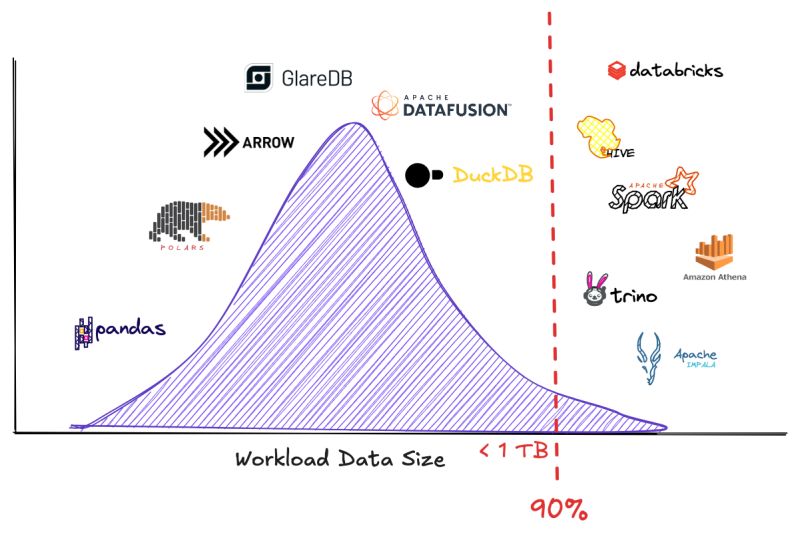 GlareDB
databricks
APACHE
DATAFUSION™
ARROW
HIVE
DuckDB
APACHE
Spark
POLARS
Amazon Athena
trino
pandas
Apache
IMPALA
Workload Data Size
< 1 TB
90%